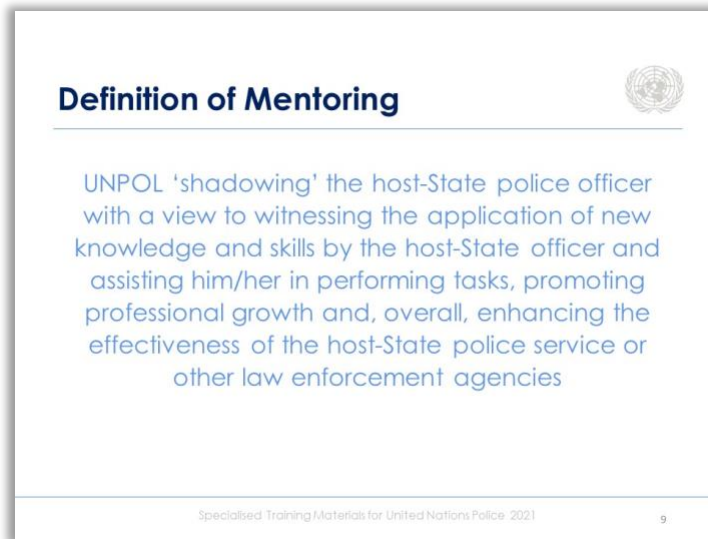 Definition of Mentoring
UNPOL ‘shadowing’ the host-State police officer
with a view to witnessing the application of new
knowledge and skills by the host-State officer and
assisting him/her in performing tasks, promoting
professional growth and, overall, enhancing the
effectiveness of the host-State police service or
other law enforcement agencies
Specialised Training Materials for United Nations Police 2021
9